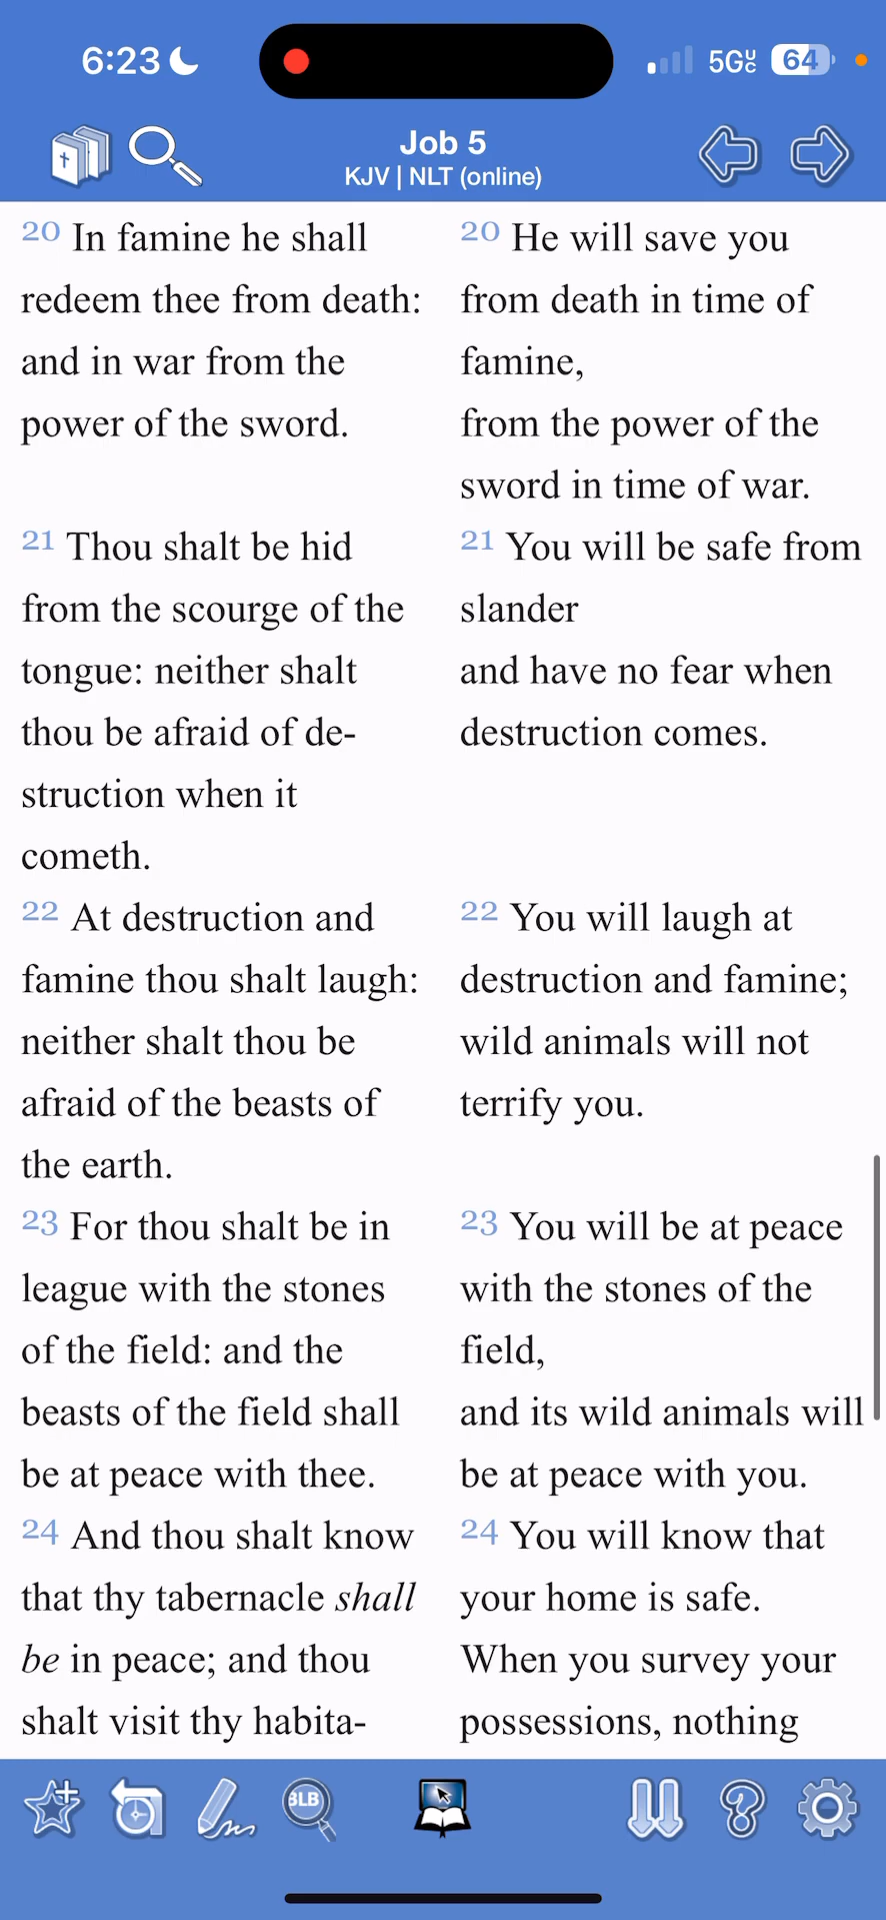 6:23
5G UC
64
Job 5
KJV | NLT (online)
20 In famine he shall
redeem thee from death:
and in war from the
power of the sword.
21 Thou shalt be hid
from the scourge of the
tongue: neither shalt
thou be afraid of de-
struction when it
cometh.
22 At destruction and
famine thou shalt laugh:
neither shalt thou be
afraid of the beasts of
the earth.
23 For thou shalt be in
league with the stones
of the field: and the
beasts of the field shall
be at peace with thee.
24 And thou shalt know
that thy tabernacle shall
be in peace; and thou
shalt visit thy habita-
20 He will save you
from death in time of
famine,
from the power of the
sword in time of war.
21 You will be safe from
slander
and have no fear when
destruction comes.
22 You will laugh at
destruction and famine;
wild animals will not
terrify you.
23 You will be at peace
with the stones of the
field,
and its wild animals will
be at peace with you.
24 You will know that
your home is safe.
When you survey your
possessions, nothing
BLB